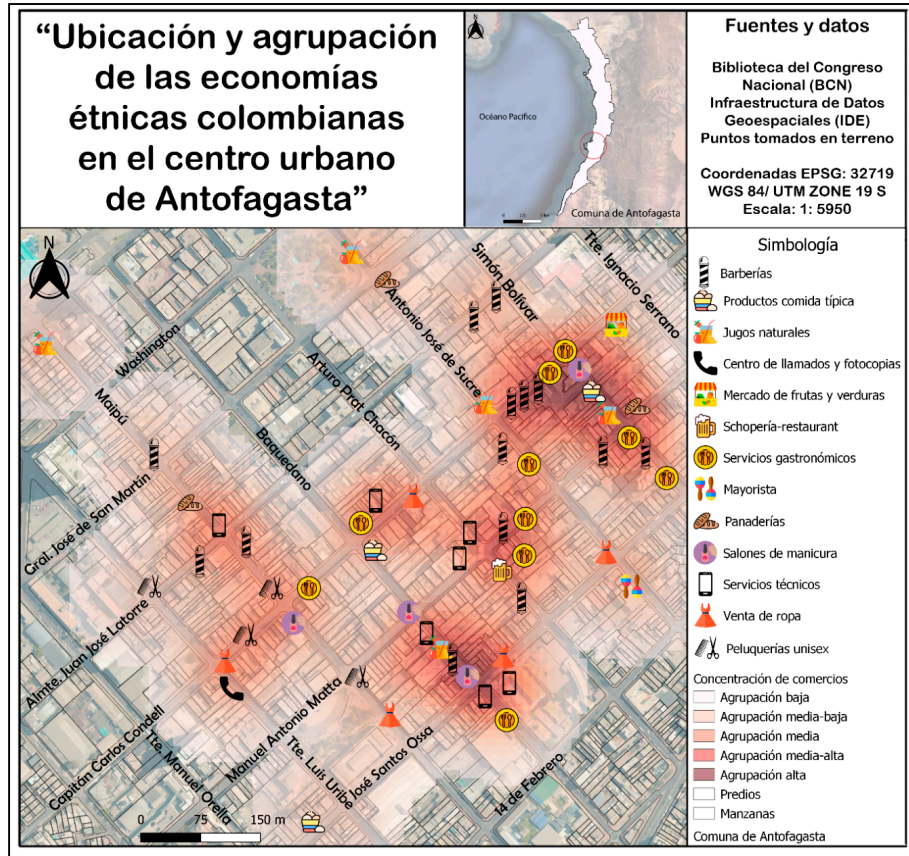 “Ubicación y agrupación
de las economías
étnicas colombianas
en el centro urbano
de Antofagasta”
N
Océano Pacífico
0 2.5 5 km
Comuna de Antofagasta
Fuentes y datos
Biblioteca del Congreso
Nacional (BCN)
Infraestructura de Datos
Geoespaciales (IDE)
Puntos tomados en terreno
Coordenadas EPSG: 32719
WGS 84/ UTM ZONE 19 S
Escala: 1: 5950
N
Washington
Maipú
Antonio José de Sucre
Simón Bolívar
Tte. Ignacio Serrano
Arturo Prat Chacón
Baquedano
Gral. José de San Martín
Almte. Juan José Latorre
Capitán Carlos Condell
Tte. Manuel Orella
Manuel Antonio Matta
Tte. Luis Uribe
José Santos Ossa
14 de Febrero
0 75 150 m
Simbología
Barberías
Productos comida típica
Jugos naturales
Centro de llamados y fotocopias
Mercado de frutas y verduras
Schopería-restaurant
Servicios gastronómicos
Mayorista
Panaderías
Salones de manicura
Servicios técnicos
Venta de ropa
Peluquerías unisex
Concentración de comercios
Agrupación baja
Agrupación media-baja
Agrupación media
Agrupación media-alta
Agrupación alta
Predios
Manzanas
Comuna de Antofagasta